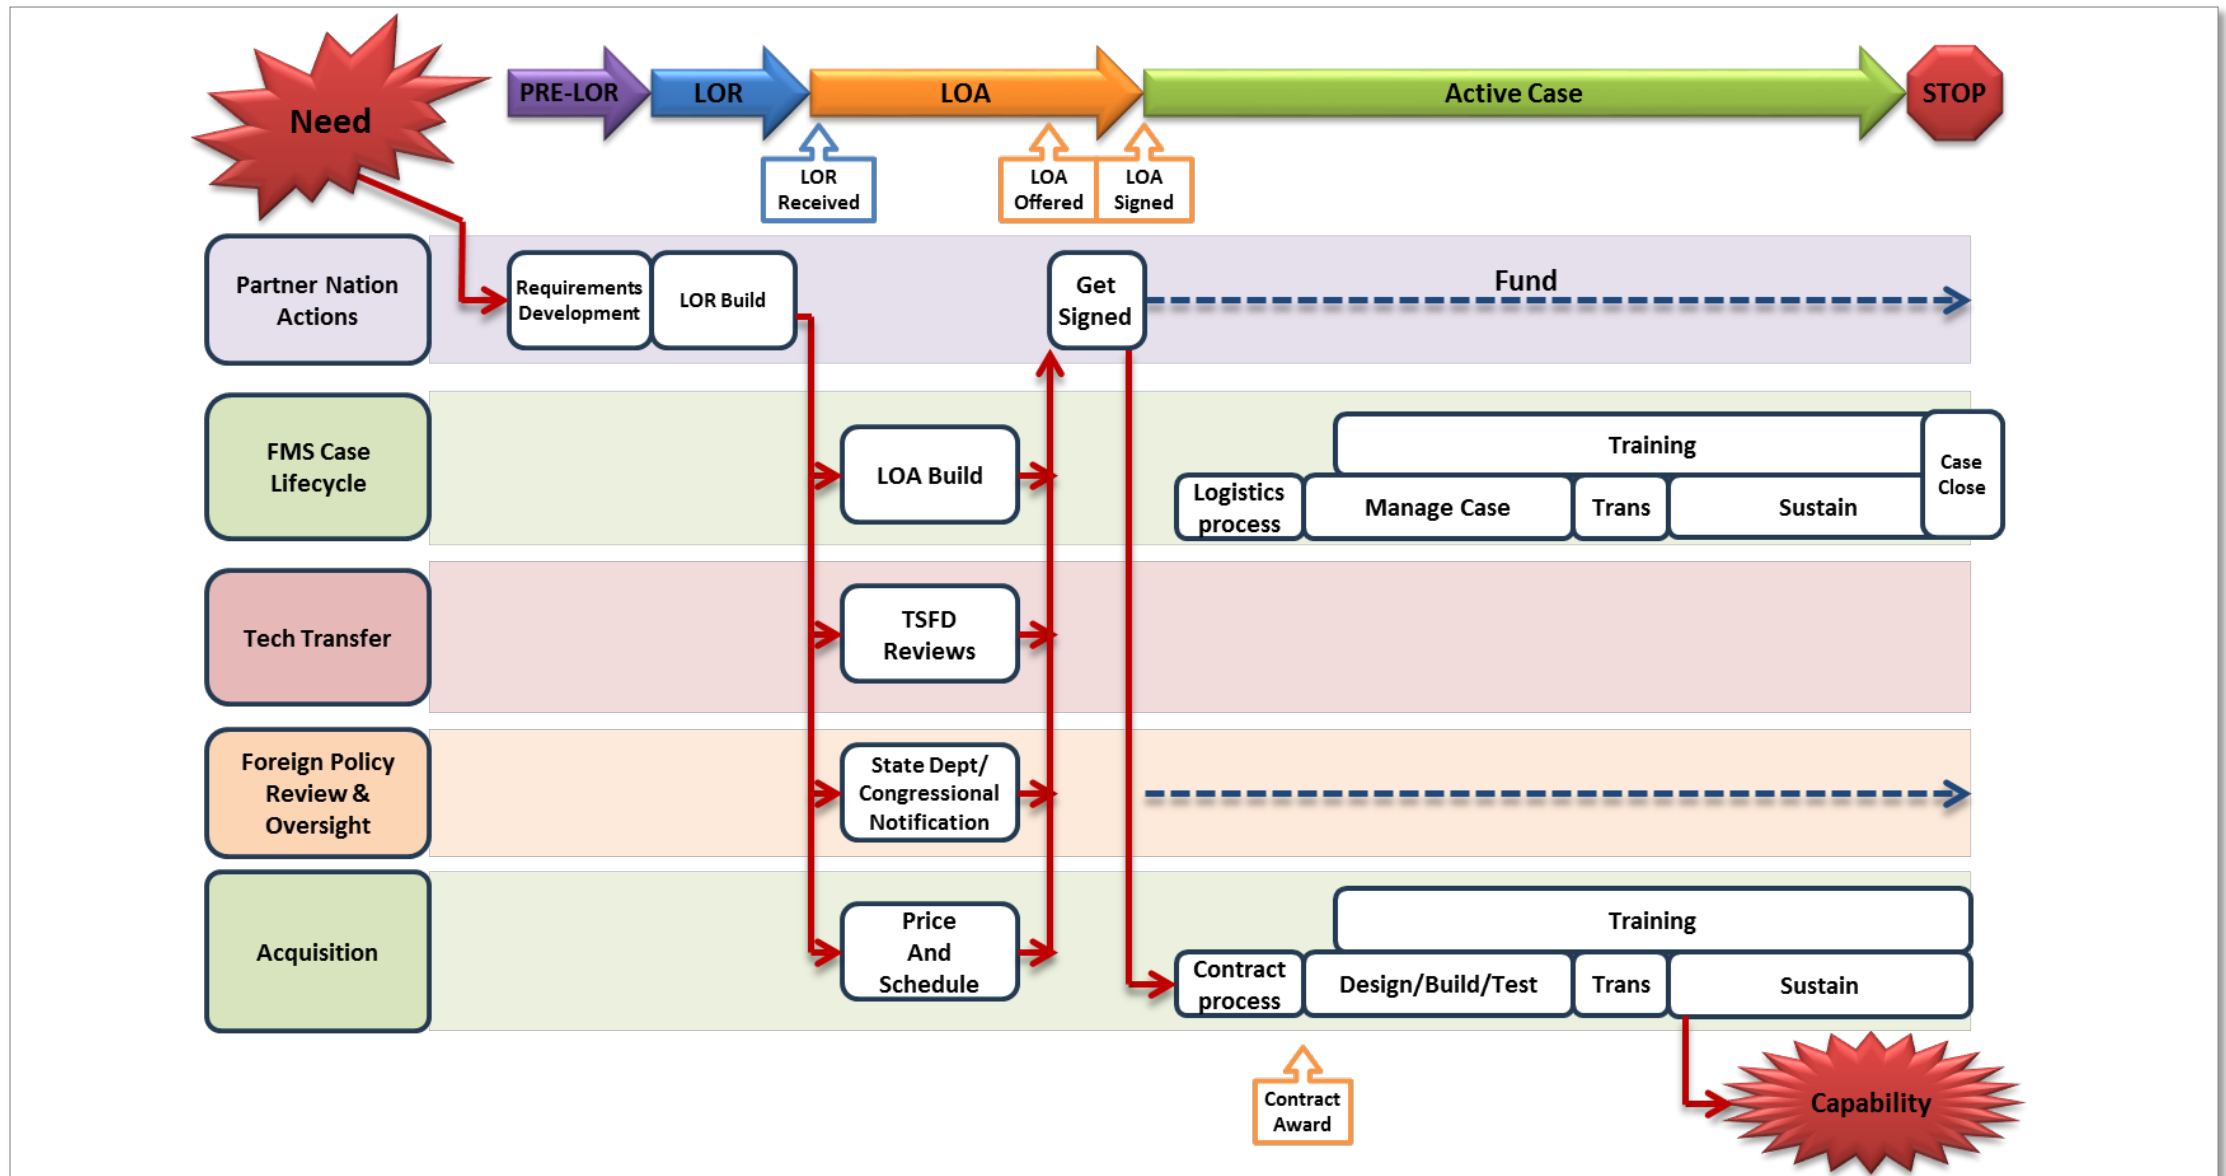 Need
PRE-LOR
LOR
LOA
Active Case
STOP
LOR
Received
LOA
Offered
LOA
Signed
Partner Nation
Actions
Requirements
Development
LOR Build
Get
Signed
Fund
FMS Case
Lifecycle
LOA Build
Training
Logistics
process
Manage Case
Trans
Sustain
Case
Close
Tech Transfer
TSFD
Reviews
Foreign Policy
Review &
Oversight
State Dept/
Congressional
Notification
Acquisition
Price
And
Schedule
Training
Contract
process
Design/Build/Test
Trans
Sustain
Contract
Award
Capability